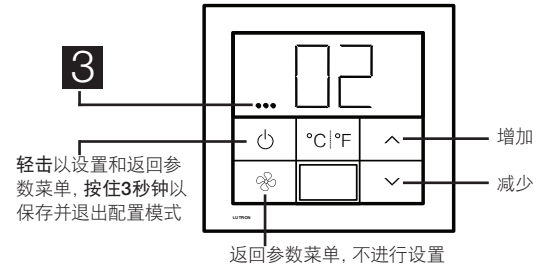 3
02
°C|°F
增加
轻击以设置和返回参
数菜单, 按住3秒钟以
保存并退出配置模式
减少
LUTRON
返回参数菜单, 不进行设置